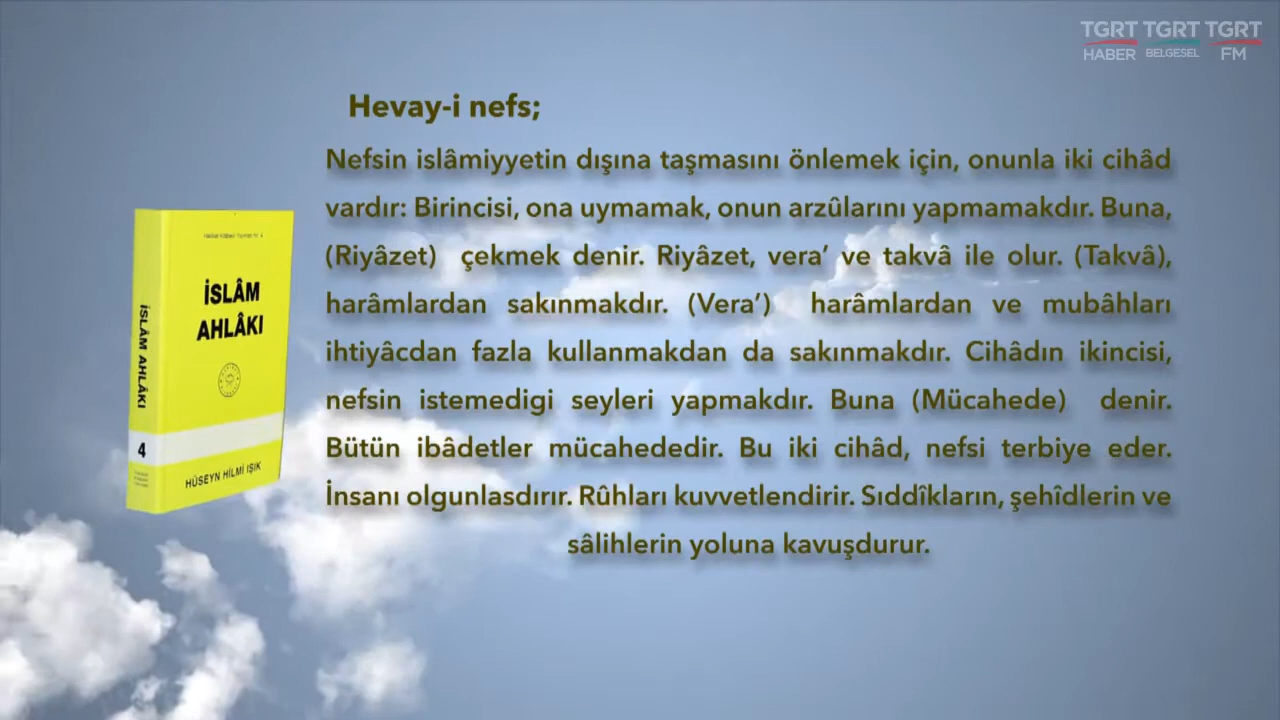 TGRT TGRT TGRT
HABER BELGESEL FM
Hevay-i nefs;
Nefsin islâmiyyetin dışına taşmasını önlemek için, onunla iki cihâd
vardır: Birincisi, ona uymamak, onun arzûlarını yapmamakdır. Buna,
(Riyâzet) çekmek denir. Riyâzet, vera’ ve takvâ ile olur. (Takvâ),
harâmlardan sakınmakdır. (Vera’) harâmlardan ve mubâhları
ihtiyâcdan fazla kullanmakdan da sakınmakdır. Cihâdın ikincisi,
nefsin istemedigi seyleri yapmakdır. Buna (Mücahede) denir.
Bütün ibâdetler mücahededir. Bu iki cihâd, nefsi terbiye eder.
İnsanı olgunlasdırır. Rûhları kuvvetlendirir. Sıddîkların, şehîdlerin ve
sâlihlerin yoluna kavuşdurur.
İSLÂM
AHLÂKI
HÜSEYN HİLMİ IŞIK
İSLÂM AHLÂKI
4